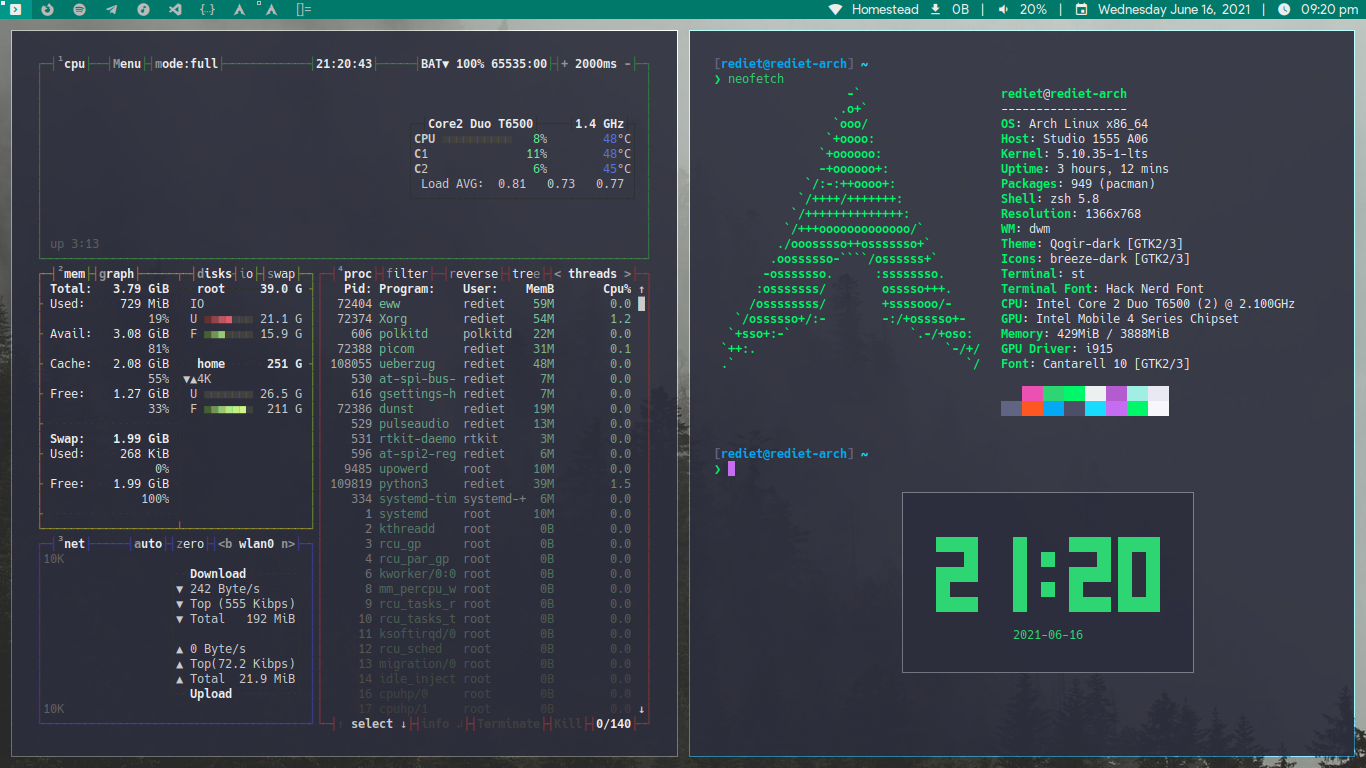 {..} []= Homestead 0B | 20% | Wednesday June 16, 2021 | 09:20 pm
¹cpu Menu mode:full 21:20:43 BAT▼ 100% 65535:00 + 2000ms -
Core2 Duo T6500 1.4 GHz
CPU 8% 48°C
C1 11% 48°C
C2 6% 45°C
Load AVG: 0.81 0.73 0.77
up 3:13
²mem graph disks io swap
Total: 3.79 GiB
Used: 729 MiB
19%
Avail: 3.08 GiB
81%
Cache: 2.08 GiB
55%
Free: 1.27 GiB
33%
Swap: 1.99 GiB
Used: 268 KiB
0%
Free: 1.99 GiB
100%
root 39.0 G
IO
U 21.1 G
F 15.9 G
home 251 G
▼▲4K
U 26.5 G
F 211 G
³net auto zero <b wlan0 n>
10K
Download
▼ 242 Byte/s
▼ Top (555 Kibps)
▼ Total 192 MiB
▲ 0 Byte/s
▲ Top(72.2 Kibps)
▲ Total 21.9 MiB
Upload
10K
⁴proc filter reverse tree < threads >
Pid: Program: User: MemB Cpu% ↑
72404 eww rediet 59M 0.0
72374 Xorg rediet 54M 1.2
606 polkitd polkitd 22M 0.0
72388 picom rediet 31M 0.1
108055 ueberzug rediet 48M 0.0
530 at-spi-bus- rediet 7M 0.0
616 gsettings-h rediet 7M 0.0
72386 dunst rediet 19M 0.0
529 pulseaudio rediet 13M 0.0
531 rtkit-daemo rtkit 3M 0.0
596 at-spi2-reg rediet 6M 0.0
9485 upowerd root 10M 0.0
109819 python3 rediet 39M 1.5
334 systemd-tim systemd-+ 6M 0.0
1 systemd root 10M 0.0
2 kthreadd root 0B 0.0
3 rcu_gp root 0B 0.0
4 rcu_par_gp root 0B 0.0
6 kworker/0:0 root 0B 0.0
8 mm_percpu_w root 0B 0.0
9 rcu_tasks_r root 0B 0.0
10 rcu_tasks_t root 0B 0.0
11 ksoftirqd/0 root 0B 0.0
12 rcu_sched root 0B 0.0
13 migration/0 root 0B 0.0
14 idle_inject root 0B 0.0
16 cpuhp/0 root 0B 0.0
17 cpuhp/1 root 0B 0.0 ↓
↑ select ↓ info ↲ Terminate Kill 0/140
[rediet@rediet-arch] ~
❯ neofetch
-`
.o+`
`ooo/
`+oooo:
`+oooooo:
-+oooooo+:
`/:-:++oooo+:
`/++++/+++++++:
`/++++++++++++++:
`/+++ooooooooooooo/`
./ooosssso++osssssso+`
.oossssso-````/ossssss+`
-osssssso.      :ssssssso.
:osssssss/        osssso+++.
/ossssssss/        +ssssooo/-
`/ossssso+/:-        -:/+osssso+-
`+sso+:-`                 `.-/+oso:
`++:.                           `-/+/
.`                                 `/
rediet@rediet-arch
------------------
OS: Arch Linux x86_64
Host: Studio 1555 A06
Kernel: 5.10.35-1-lts
Uptime: 3 hours, 12 mins
Packages: 949 (pacman)
Shell: zsh 5.8
Resolution: 1366x768
WM: dwm
Theme: Qogir-dark [GTK2/3]
Icons: breeze-dark [GTK2/3]
Terminal: st
Terminal Font: Hack Nerd Font
CPU: Intel Core 2 Duo T6500 (2) @ 2.100GHz
GPU: Intel Mobile 4 Series Chipset
Memory: 429MiB / 3888MiB
GPU Driver: i915
Font: Cantarell 10 [GTK2/3]
[rediet@rediet-arch] ~
❯
21:20
2021-06-16